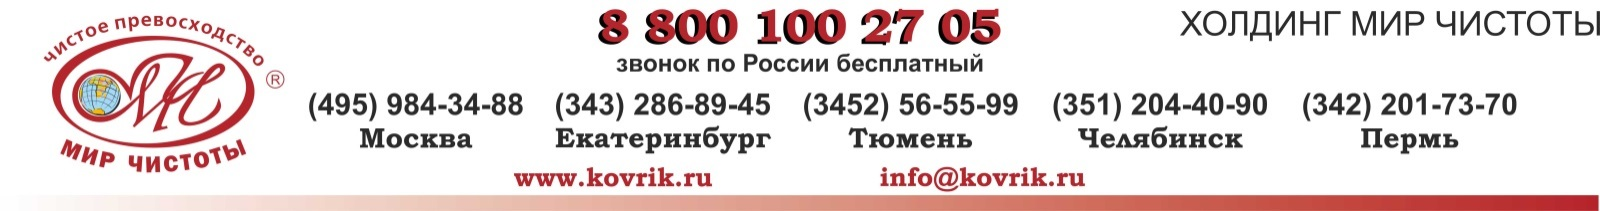 чистое превосходство
МИР ЧИСТОТЫ
®
8 800 100 27 05
звонок по России бесплатный
ХОЛДИНГ МИР ЧИСТОТЫ
(495) 984-34-88 (343) 286-89-45 (3452) 56-55-99 (351) 204-40-90 (342) 201-73-70
Москва Екатеринбург Тюмень Челябинск Пермь
www.kovrik.ru info@kovrik.ru